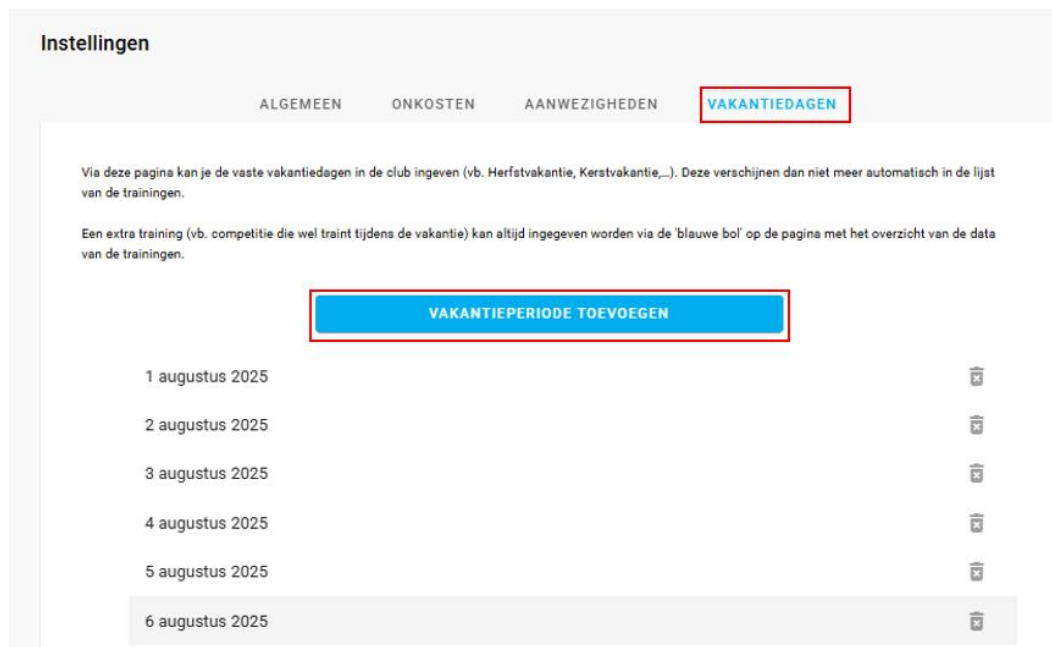 Instellingen
ALGEMEEN ONKOSTEN AANWEZIGHEDEN VAKANTIEDAGEN
Via deze pagina kan je de vaste vakantiedagen in de club ingeven (vb. Herfstvakantie, Kerstvakantie,...). Deze verschijnen dan niet meer automatisch in de lijst
van de trainingen.
Een extra training (vb. competitie die wel traint tijdens de vakantie) kan altijd ingegeven worden via de 'blauwe bol' op de pagina met het overzicht van de data
van de trainingen.
VAKANTIEPERIODE TOEVOEGEN
1 augustus 2025
2 augustus 2025
3 augustus 2025
4 augustus 2025
5 augustus 2025
6 augustus 2025